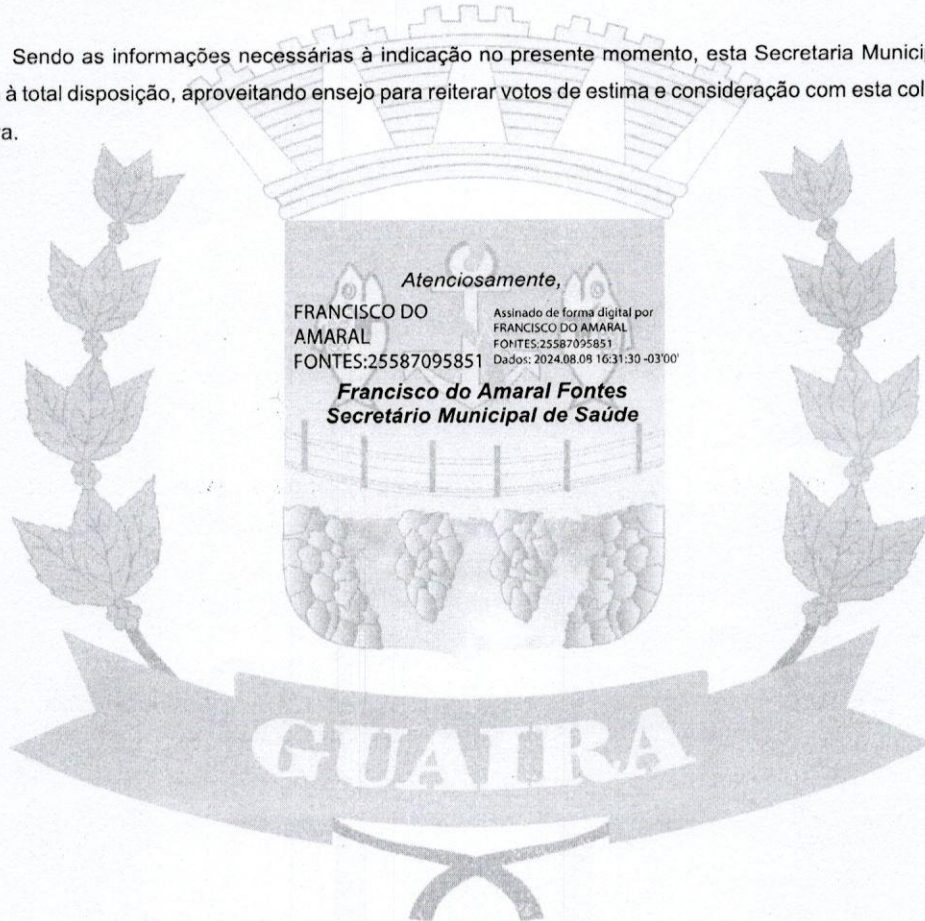 Sendo as informações necessárias à indicação no presente momento, esta Secretaria Municip
à total disposição, aproveitando ensejo para reiterar votos de estima e consideração com esta col
a.
Atenciosamente,
FRANCISCO DO
AMARAL
FONTES:25587095851
Assinado de forma digital por
FRANCISCO DO AMARAL
FONTES:25587095851
Dados: 2024.08.09 16:31:30 -03'00'
Francisco do Amaral Fontes
Secretário Municipal de Saúde
GUAIRA